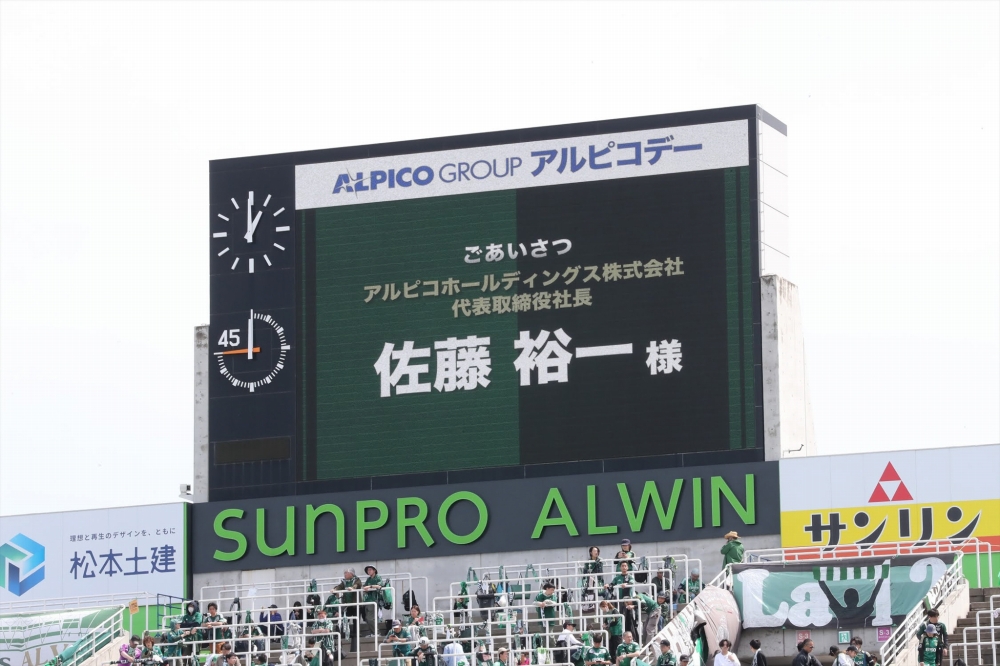 ALPICO GROUP アルピコデー
ごあいさつ
アルピコホールディングス株式会社
代表取締役社長
佐藤 裕一 様
45
SUNPRO ALWIN
理想と再生のデザインを、ともに
松本土建
サンリン